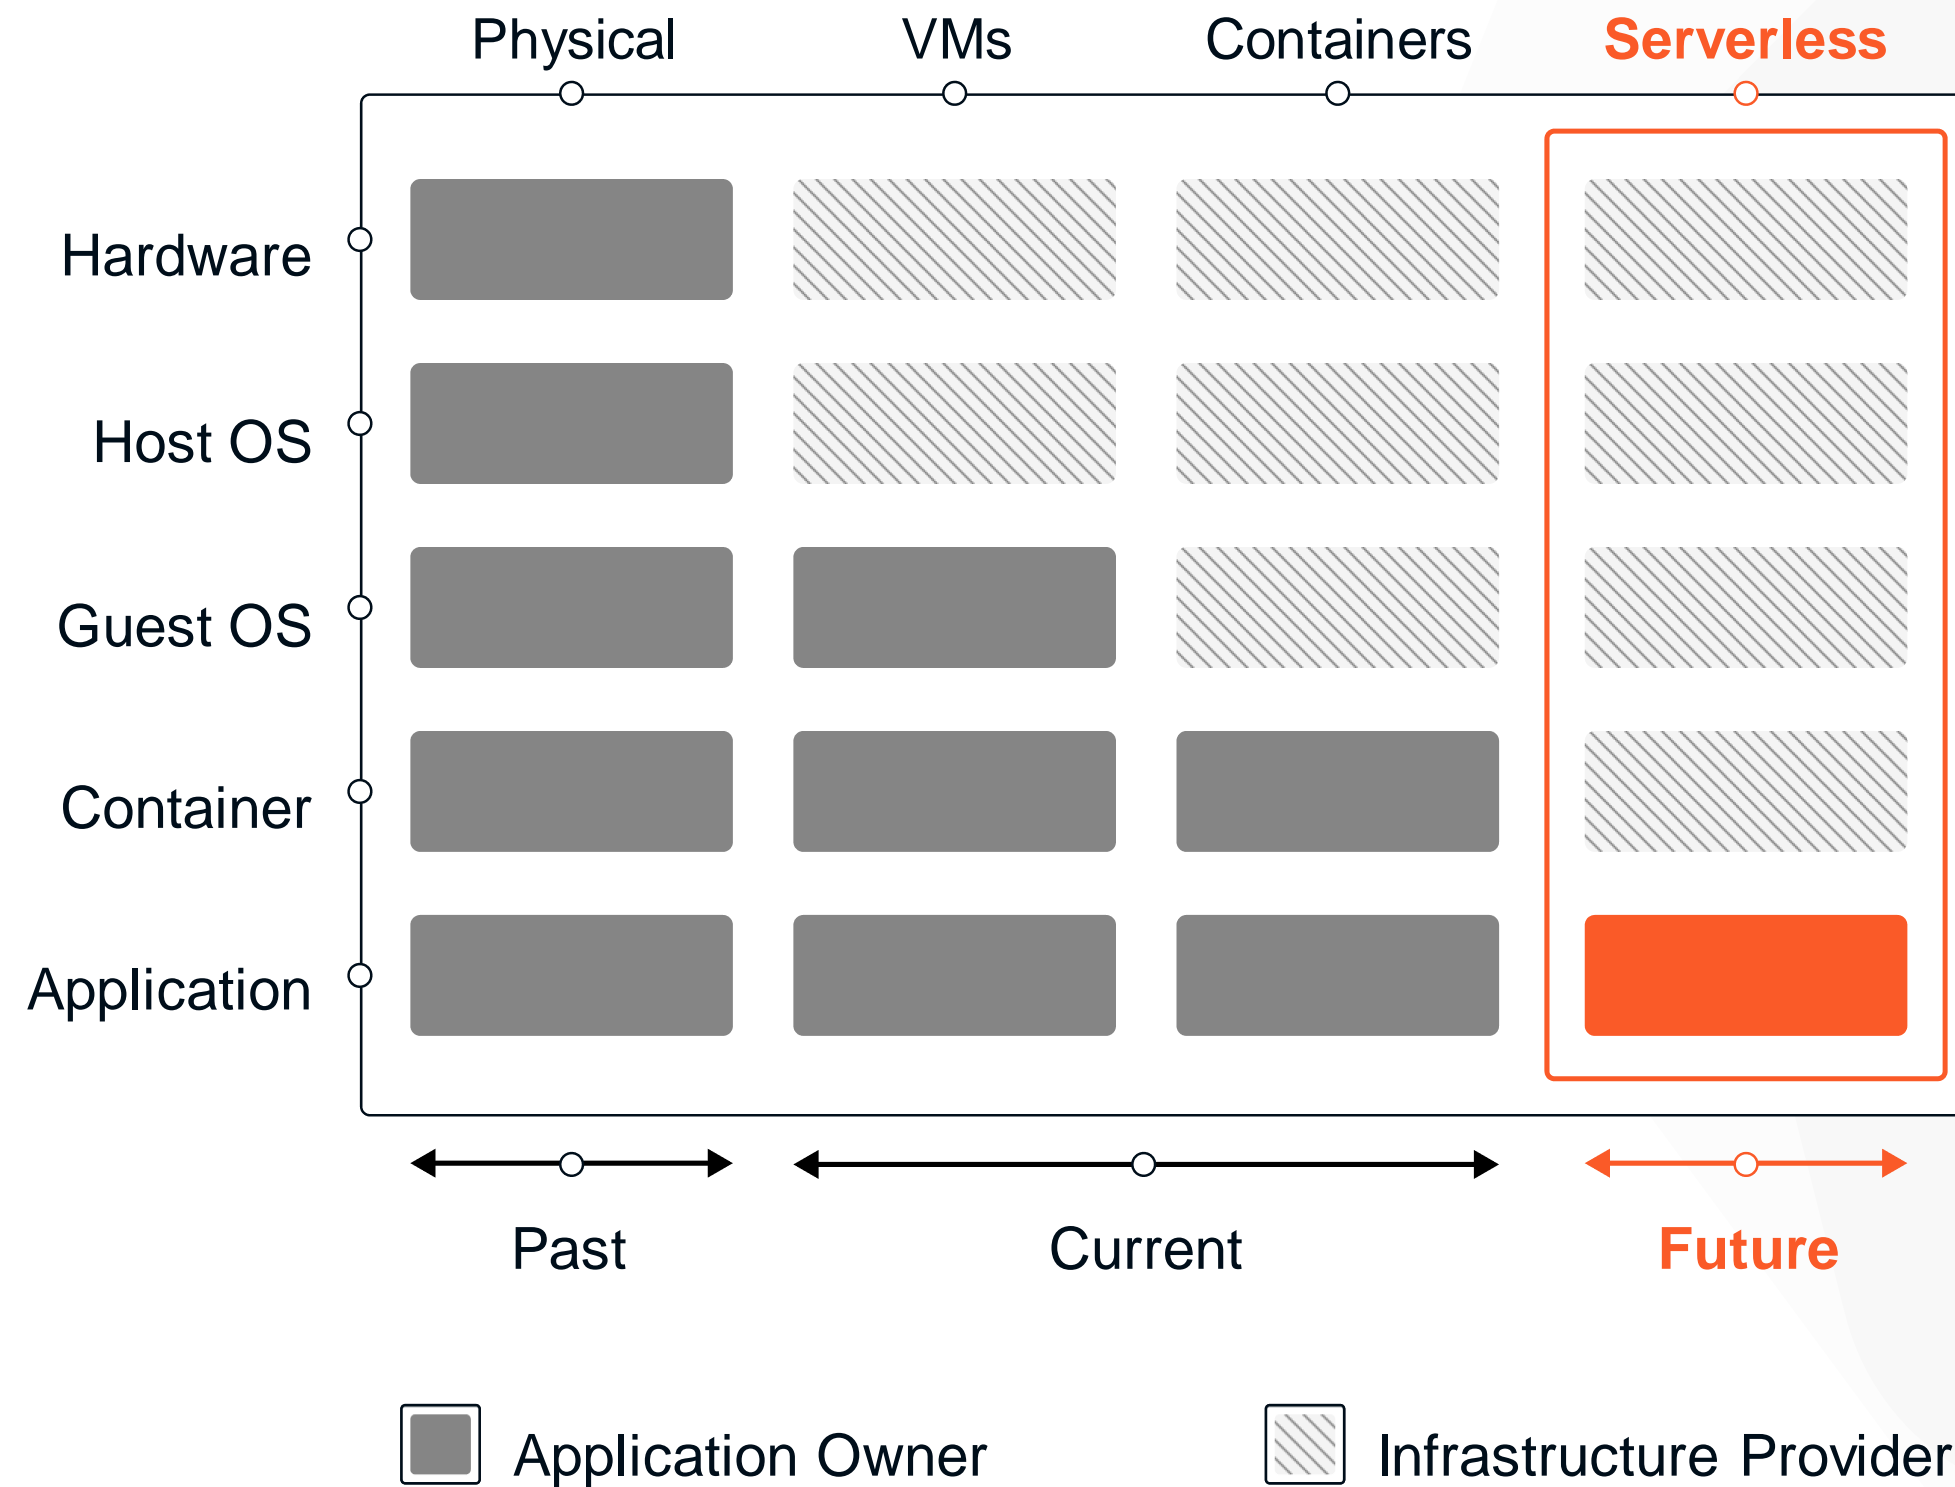 Physical VMs Containers Serverless
Hardware
Host OS
Guest OS
Container
Application
Past Current Future
Application Owner Infrastructure Provider